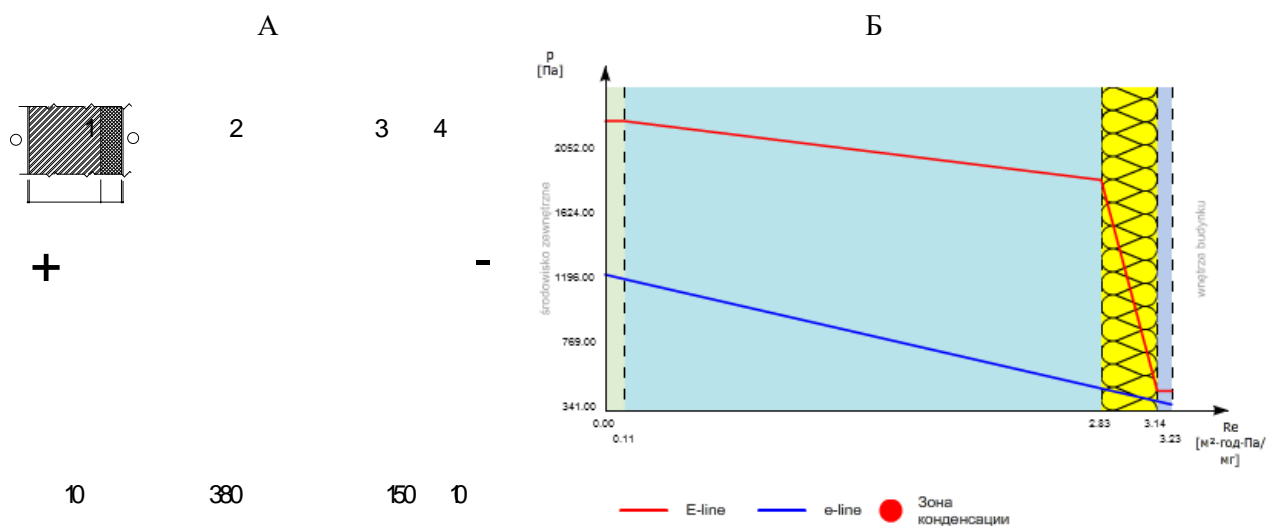 А
Б
1
2
3
4
+
-
10
380
150
10
p
[Па]
2052.00
1624.00
1196.00
769.00
341.00
środowisko zewnętrzne
wnętrze budynku
0.00
0.11
2.83
3.14
3.23
Re
[м²·год·Па/
мг]
E-line
e-line
Зона
конденсации